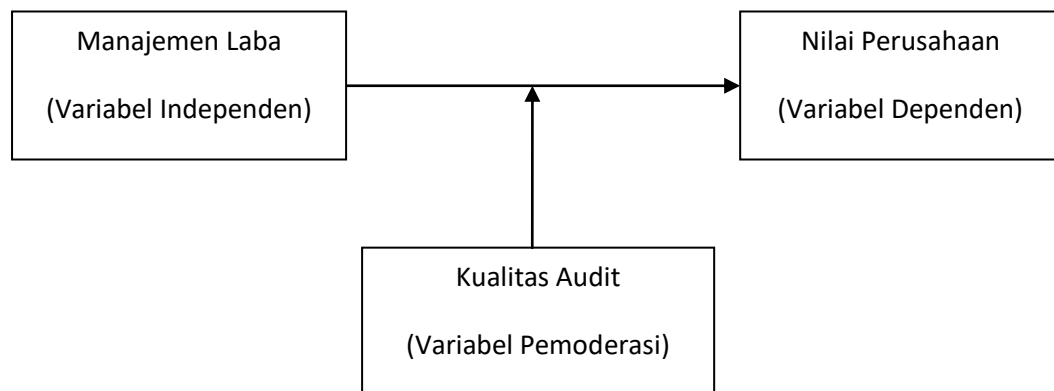 Manajemen Laba
(Variabel Independen)
Nilai Perusahaan
(Variabel Dependen)
Kualitas Audit
(Variabel Pemoderasi)